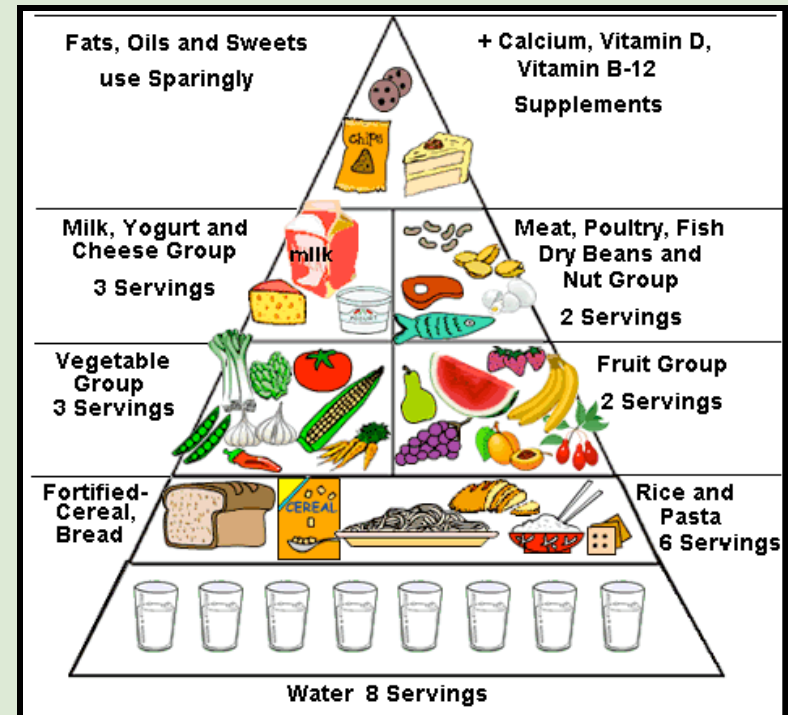 Fats, Oils and Sweets
use Sparingly
+ Calcium, Vitamin D,
Vitamin B-12
Supplements
chips
Milk, Yogurt and
Cheese Group
3 Servings
milk
YOGURT
Meat, Poultry, Fish
Dry Beans and
Nut Group
2 Servings
Vegetable
Group
3 Servings
Fruit Group
2 Servings
Fortified-
Cereal,
Bread
CEREAL
Rice and
Pasta
6 Servings
Water 8 Servings